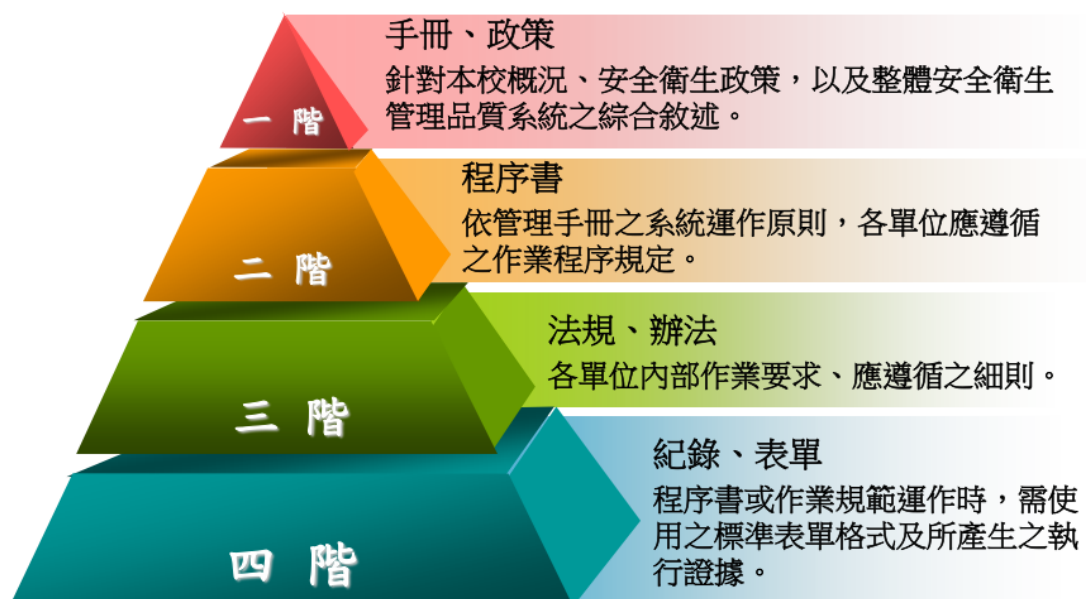 手冊、政策
針對本校概況、安全衛生政策，以及整體安全衛生
管理品質系統之綜合敘述。
一 階
程序書
依管理手冊之系統運作原則，各單位應遵循
之作業程序規定。
二 階
法規、辦法
各單位內部作業要求、應遵循之細則。
三 階
紀錄、表單
程序書或作業規範運作時，需使
用之標準表單格式及所產生之執
行證據。
四 階